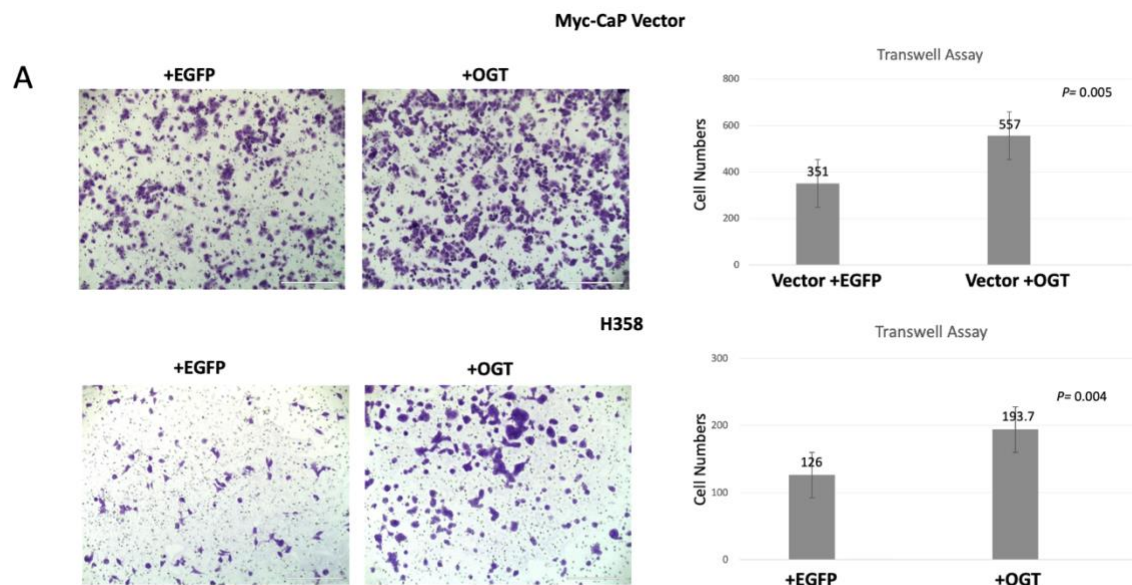 Myc-CaP Vector
A
+EGFP
+OGT
Transwell Assay
P= 0.005
Cell Numbers
800
600
400
200
0
351
557
Vector +EGFP
Vector +OGT
H358
+EGFP
+OGT
Transwell Assay
P= 0.004
Cell Numbers
300
200
100
0
126
193.7
+EGFP
+OGT